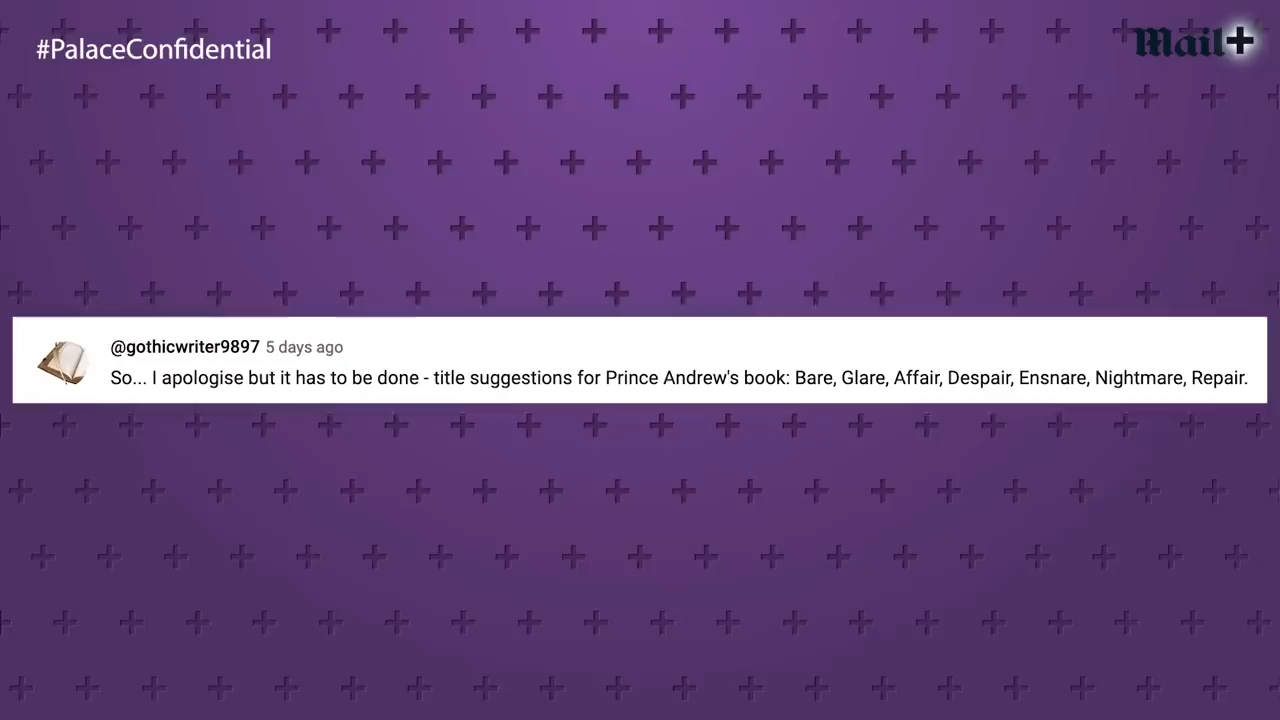 #PalaceConfidential
Mail+
@gothicwriter9897 5 days ago
So... I apologise but it has to be done - title suggestions for Prince Andrew's book: Bare, Glare, Affair, Despair, Ensnare, Nightmare, Repair.